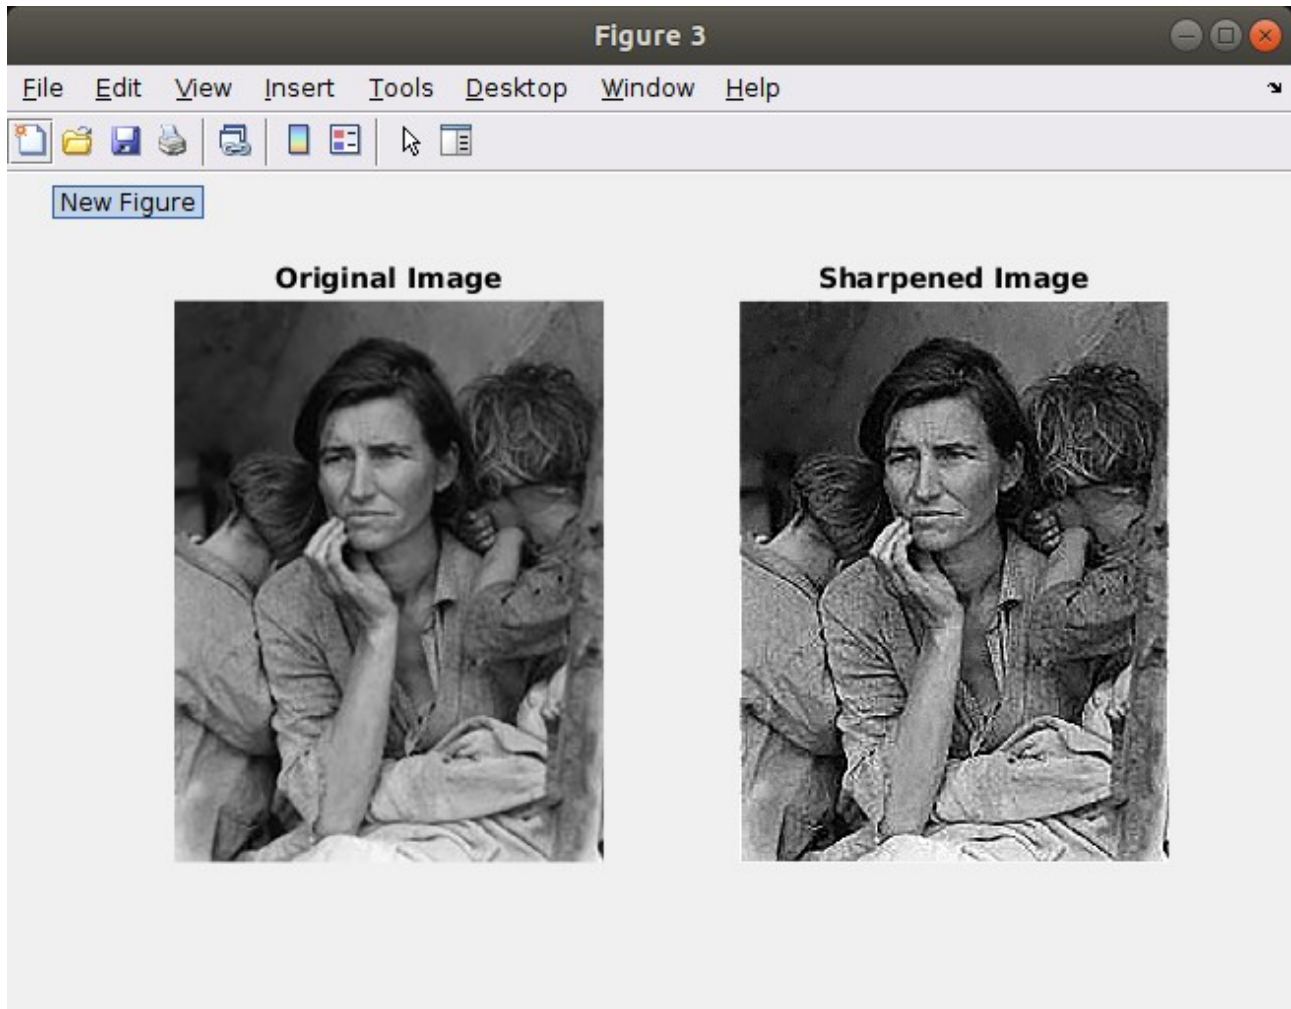 Figure 3
File Edit View Insert Tools Desktop Window Help
New Figure
Original Image Sharpened Image